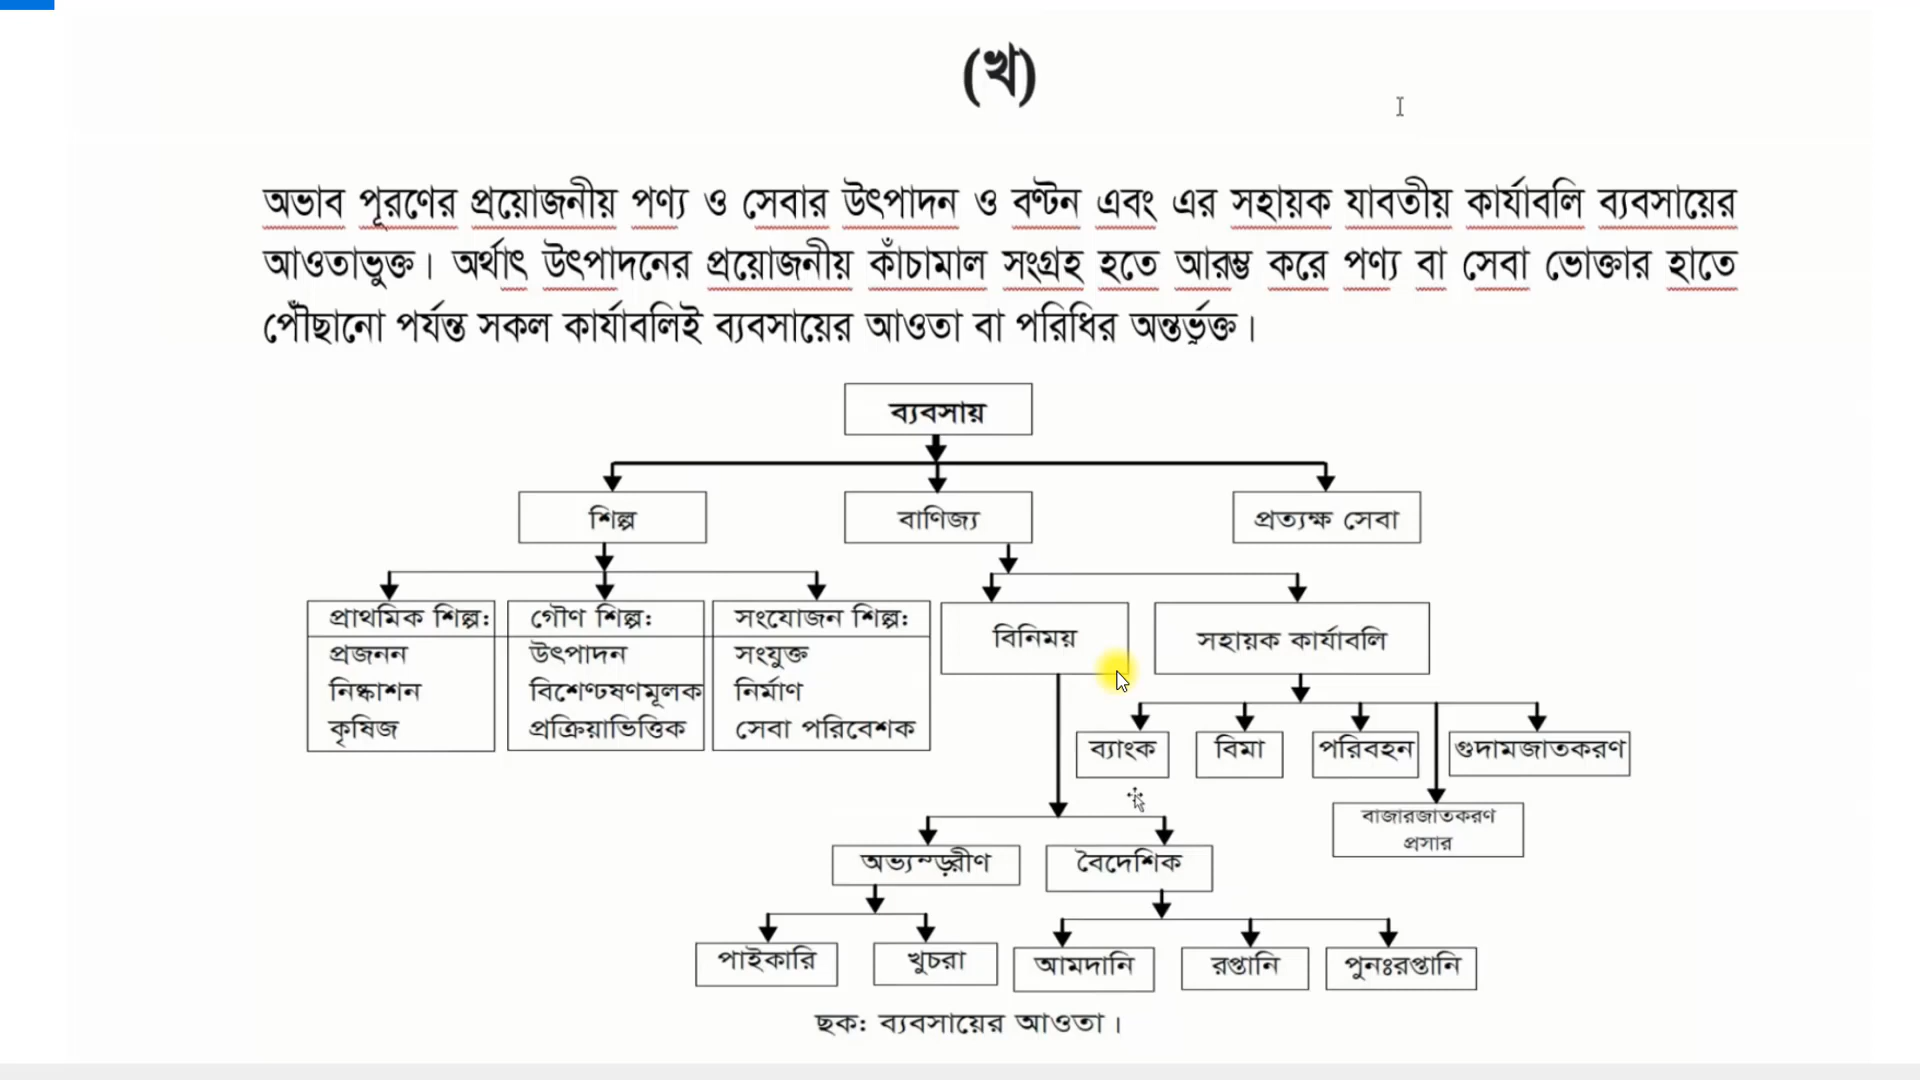 (খ)
অভাব পূরণের প্রয়োজনীয় পণ্য ও সেবার উৎপাদন ও বণ্টন এবং এর সহায়ক যাবতীয় কার্যাবলি ব্যবসায়ের
আওতাভুক্ত। অর্থাৎ উৎপাদনের প্রয়োজনীয় কাঁচামাল সংগ্রহ হতে আরম্ভ করে পণ্য বা সেবা ভোক্তার হাতে
পৌঁছানো পর্যন্ত সকল কার্যাবলিই ব্যবসায়ের আওতা বা পরিধির অন্তর্ভুক্ত।
ব্যবসায়
শিল্প বাণিজ্য প্রত্যক্ষ সেবা
প্রাথমিক শিল্প: গৌণ শিল্প: সংযোজন শিল্প: বিনিময় সহায়ক কার্যাবলি
প্রজনন উৎপাদন সংযুক্ত
নিষ্কাশন বিশেণ্ঢষণমূলক নির্মাণ
কৃষিজ প্রক্রিয়াভিত্তিক সেবা পরিবেশক
ব্যাংক বিমা পরিবহন গুদামজাতকরণ
বাজারজাতকরণ
প্রসার
অভ্যন্ড়রীণ বৈদেশিক
পাইকারি খুচরা আমদানি রপ্তানি পুনঃরপ্তানি
ছক: ব্যবসায়ের আওতা।